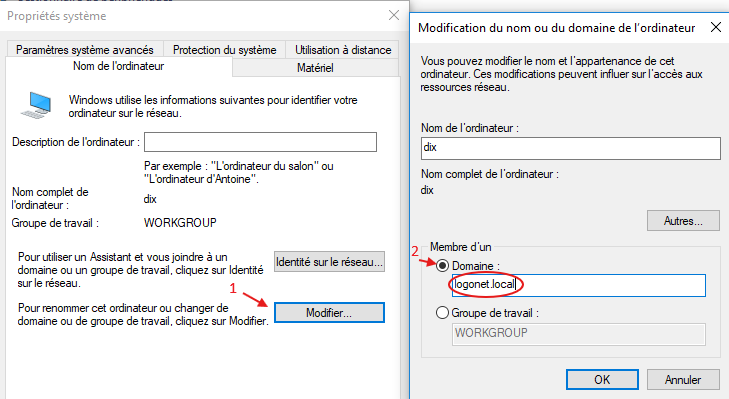 Propriétés système
Paramètres système avancés
Protection du système
Utilisation à distance
Nom de l'ordinateur
Matériel
Windows utilise les informations suivantes pour identifier votre
ordinateur sur le réseau.
Description de l'ordinateur :
Par exemple : "L'ordinateur du salon" ou
"L'ordinateur d'Antoine".
Nom complet de
l'ordinateur :
dix
Groupe de travail :
WORKGROUP
Pour utiliser un Assistant et vous joindre à un
domaine ou un groupe de travail, cliquez sur Identité
sur le réseau.
Identité sur le réseau...
1
Pour renommer cet ordinateur ou changer de
domaine ou de groupe de travail, cliquez sur Modifier.
Modifier...
Modification du nom ou du domaine de l'ordinateur
Vous pouvez modifier le nom et l'appartenance de cet
ordinateur. Ces modifications peuvent influer sur l'accès aux
ressources réseau.
Nom de l'ordinateur :
dix
Nom complet de l'ordinateur :
dix
Autres...
Membre d'un
2
Domaine :
logonet.local
Groupe de travail :
WORKGROUP
OK
Annuler